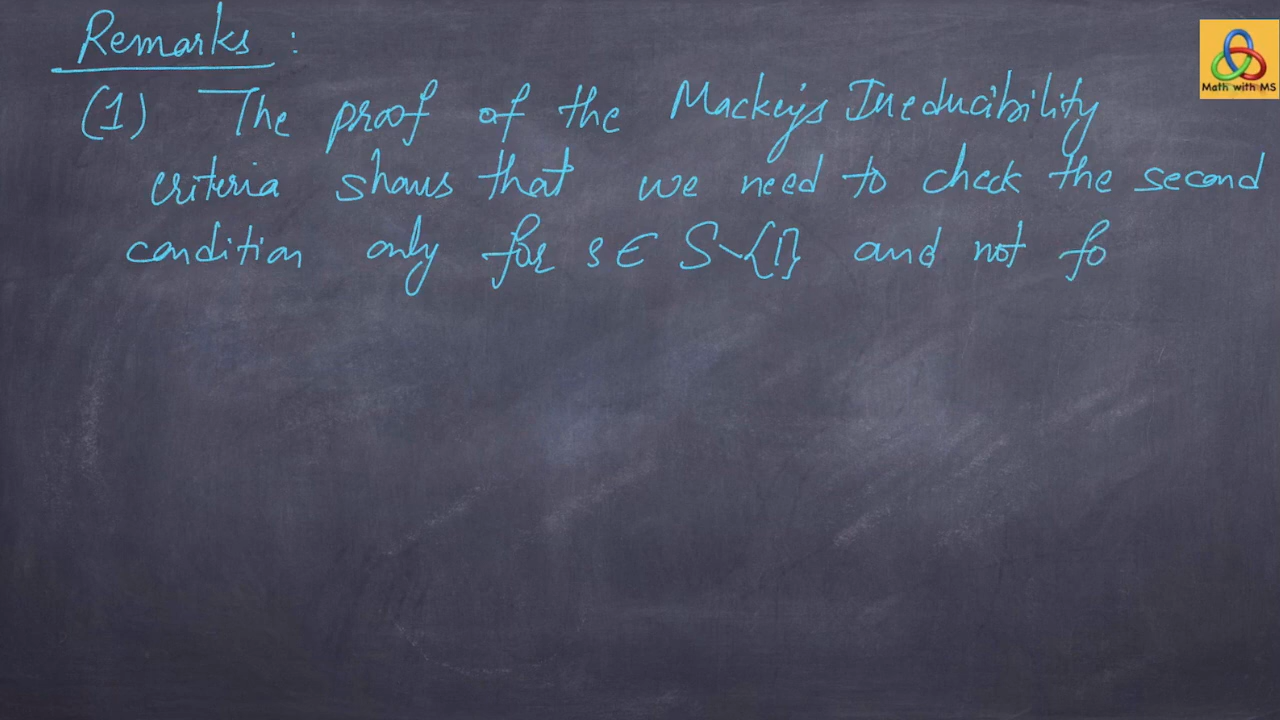 Remarks :
(1) The proof of the Mackey's Irreducibility
criteria shows that we need to check the second
condition only for s ∈ S∖{1} and not fo
Math with MS